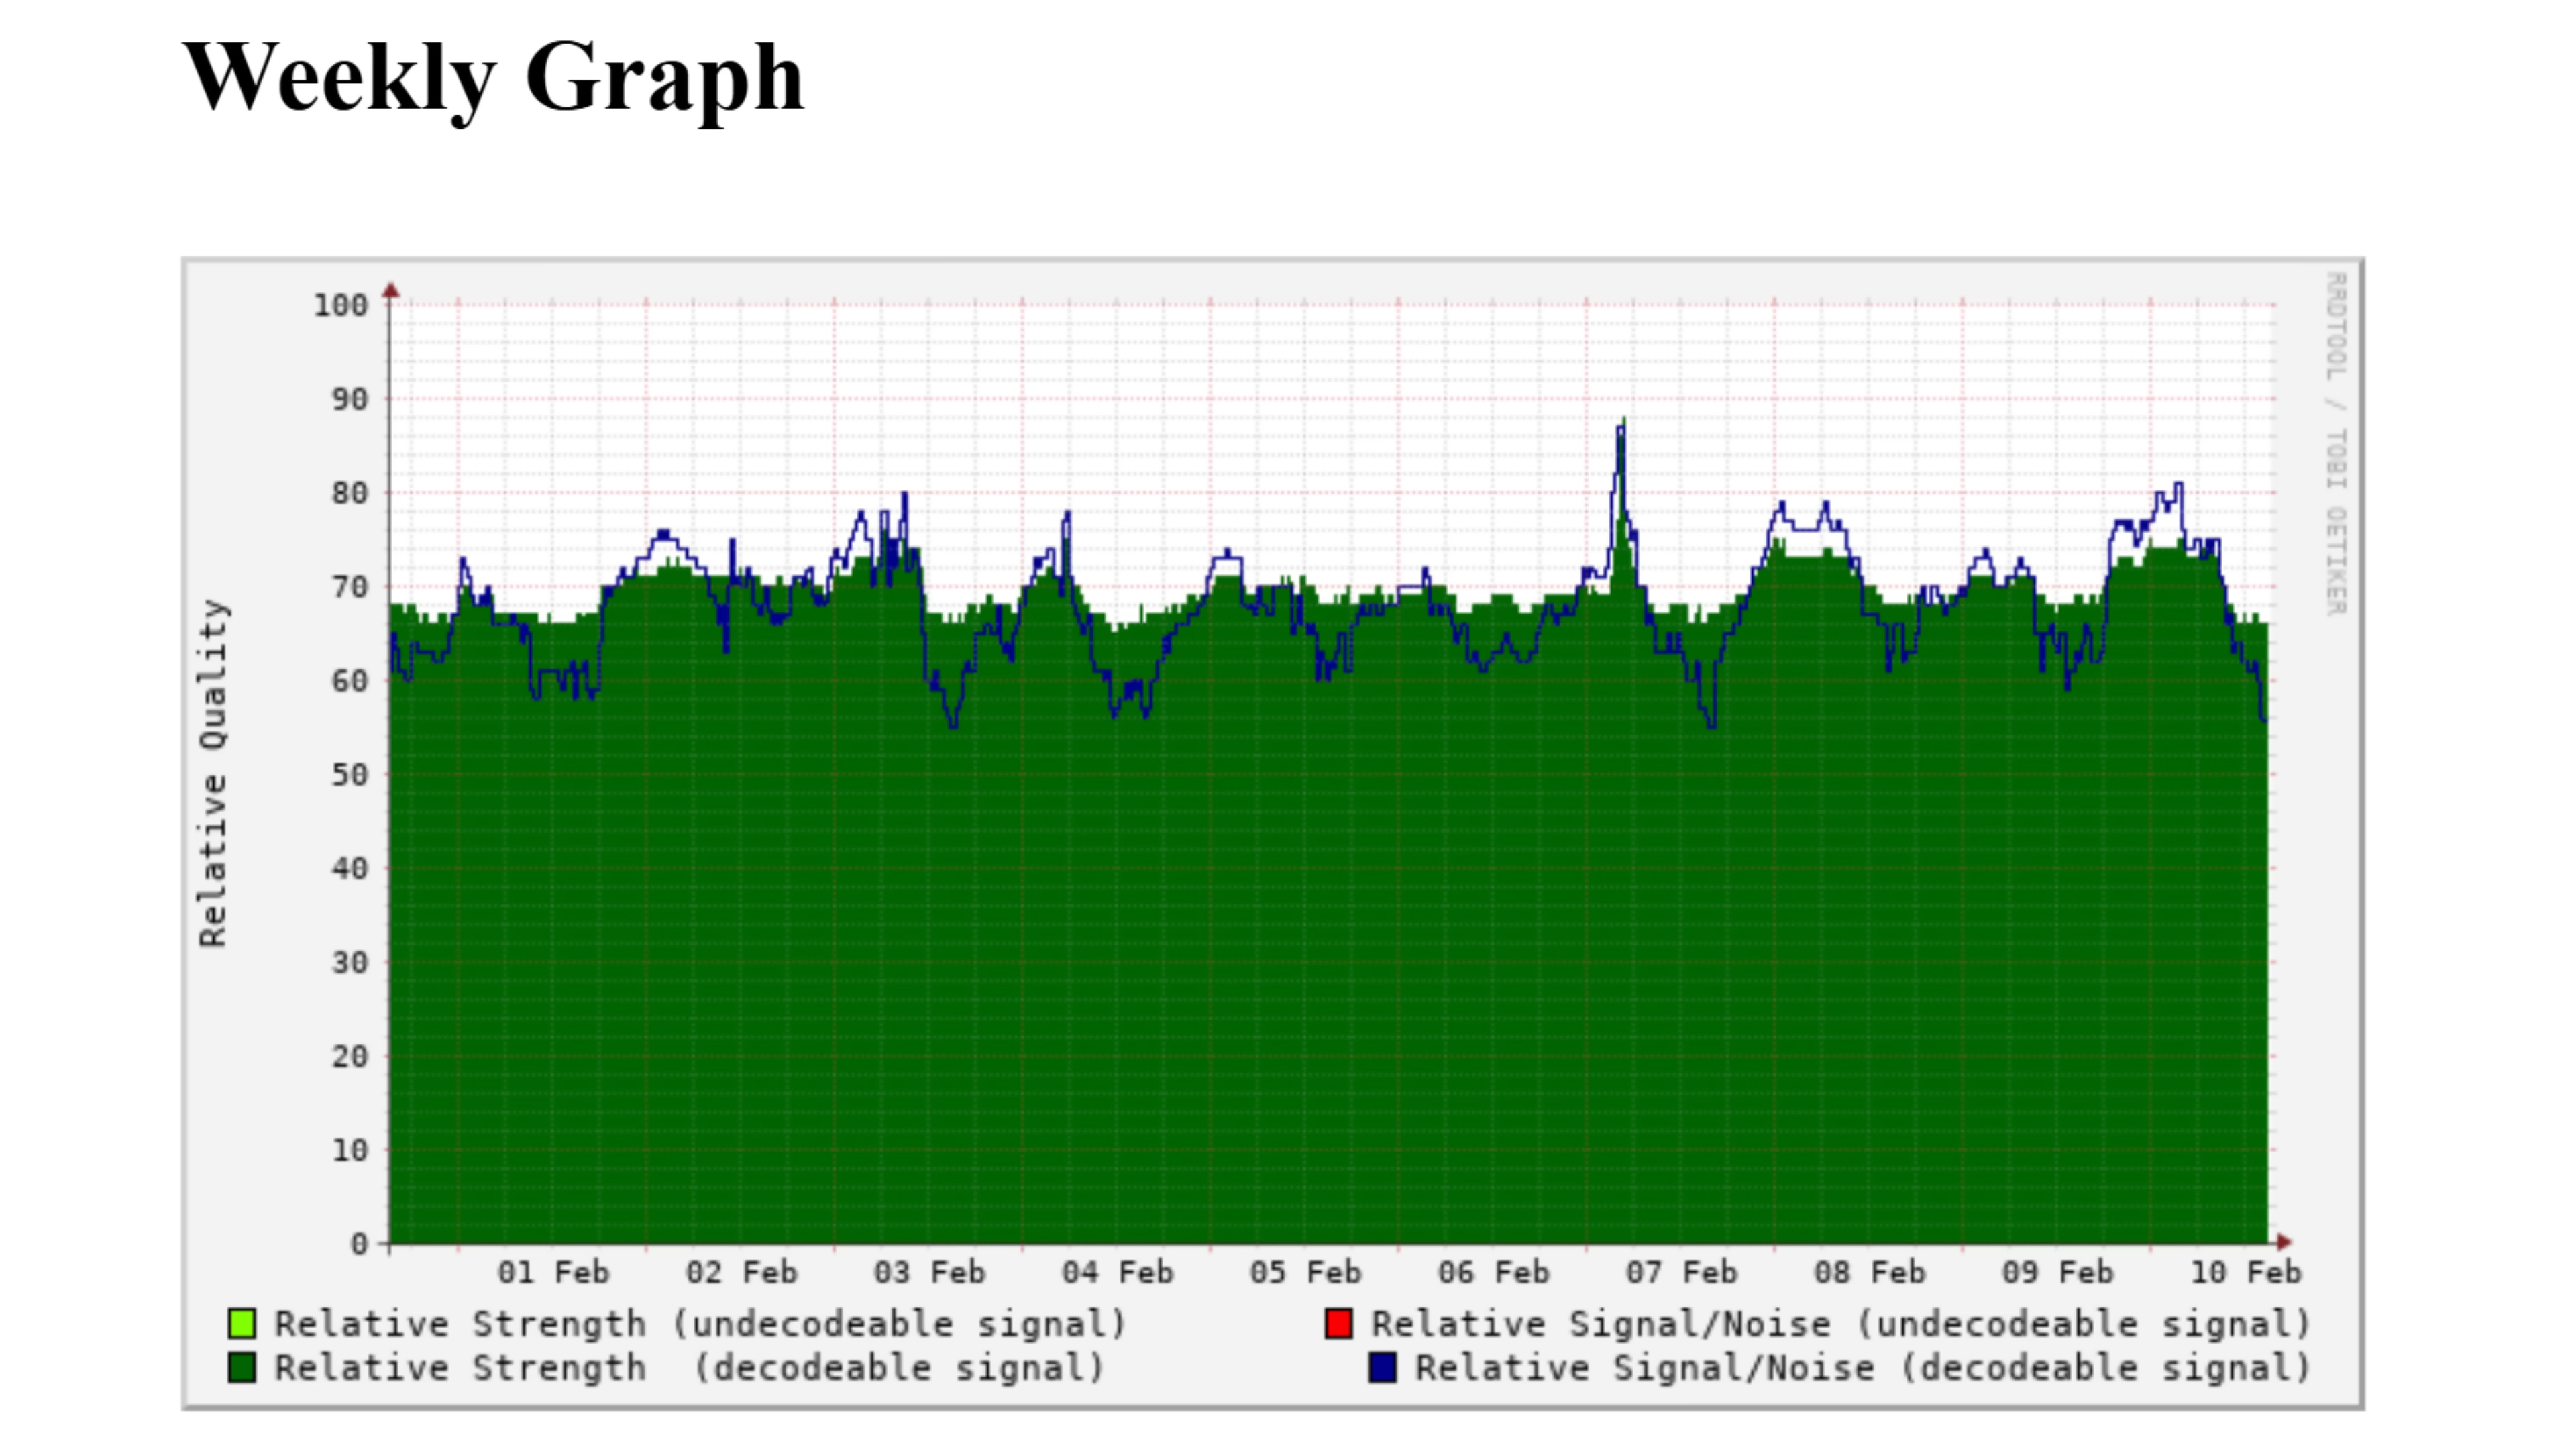 Weekly Graph
RRDTOOL / TOBI OETIKER
Relative Quality
100
90
80
70
60
50
40
30
20
10
0
01 Feb 02 Feb 03 Feb 04 Feb 05 Feb 06 Feb 07 Feb 08 Feb 09 Feb 10 Feb
Relative Strength (undecodeable signal) Relative Signal/Noise (undecodeable signal)
Relative Strength (decodeable signal) Relative Signal/Noise (decodeable signal)